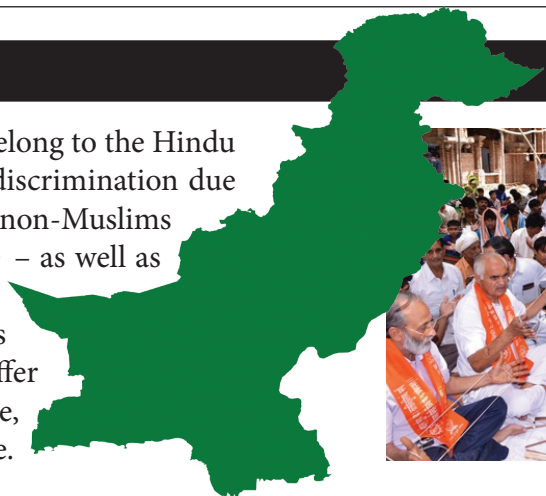 elong to the Hindu
discrimination due
non-Muslims
– as well as
s
ffer
e,
e.